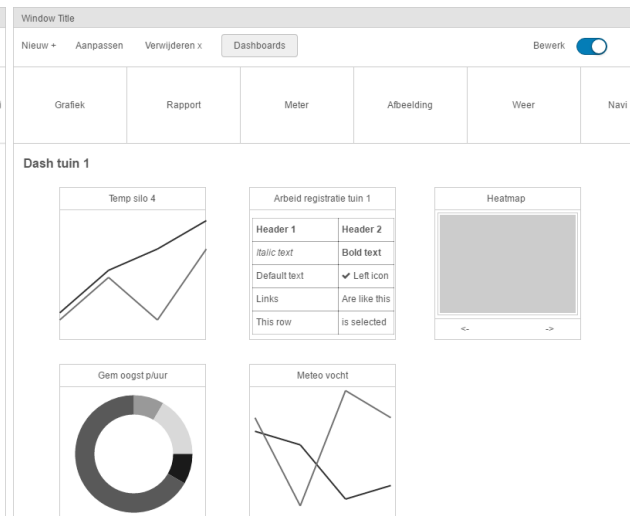 Window Title
Nieuw + Aanpassen Verwijderen x Dashboards Bewerk
Grafiek Rapport Meter Afbeelding Weer Navi
Dash tuin 1
Temp silo 4 Arbeid registratie tuin 1 Heatmap
Header 1 Header 2
Italic text Bold text
Default text ✔ Left icon
Links Are like this
This row is selected
<- ->
Gem oogst p/uur Meteo vocht